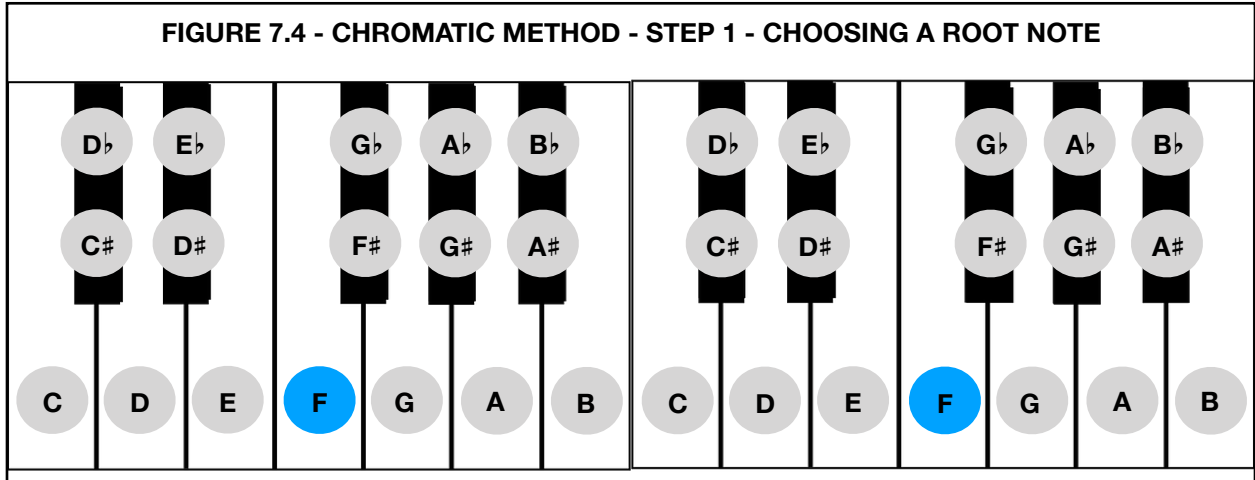 FIGURE 7.4 - CHROMATIC METHOD - STEP 1 - CHOOSING A ROOT NOTE
D♭ E♭ G♭ A♭ B♭ D♭ E♭ G♭ A♭ B♭
C♯ D♯ F♯ G♯ A♯ C♯ D♯ F♯ G♯ A♯
C D E F G A B C D E F G A B